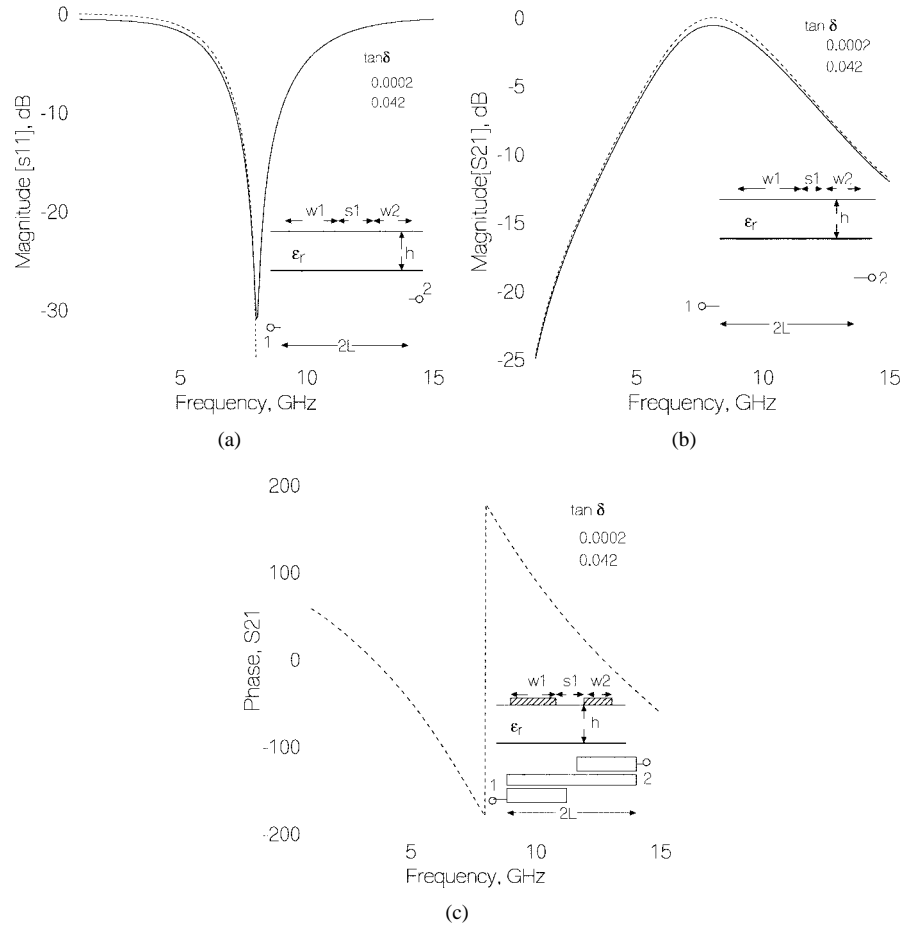 0
-10
-20
-30
Magnitude [s11], dB
tanδ
0.0002
0.042
w1 s1 w2
εr
h
1
2
2L
5 10 15
Frequency, GHz
(a)
0
-5
-10
-15
-20
-25
Magnitude[S21], dB
tan δ
0.0002
0.042
w1 s1 w2
εr
h
1
2
2L
5 10 15
Frequency, GHz
(b)
200
100
0
-100
-200
Phase, S21
tan δ
0.0002
0.042
w1 s1 w2
εr
h
1
2
2L
5 10 15
Frequency, GHz
(c)